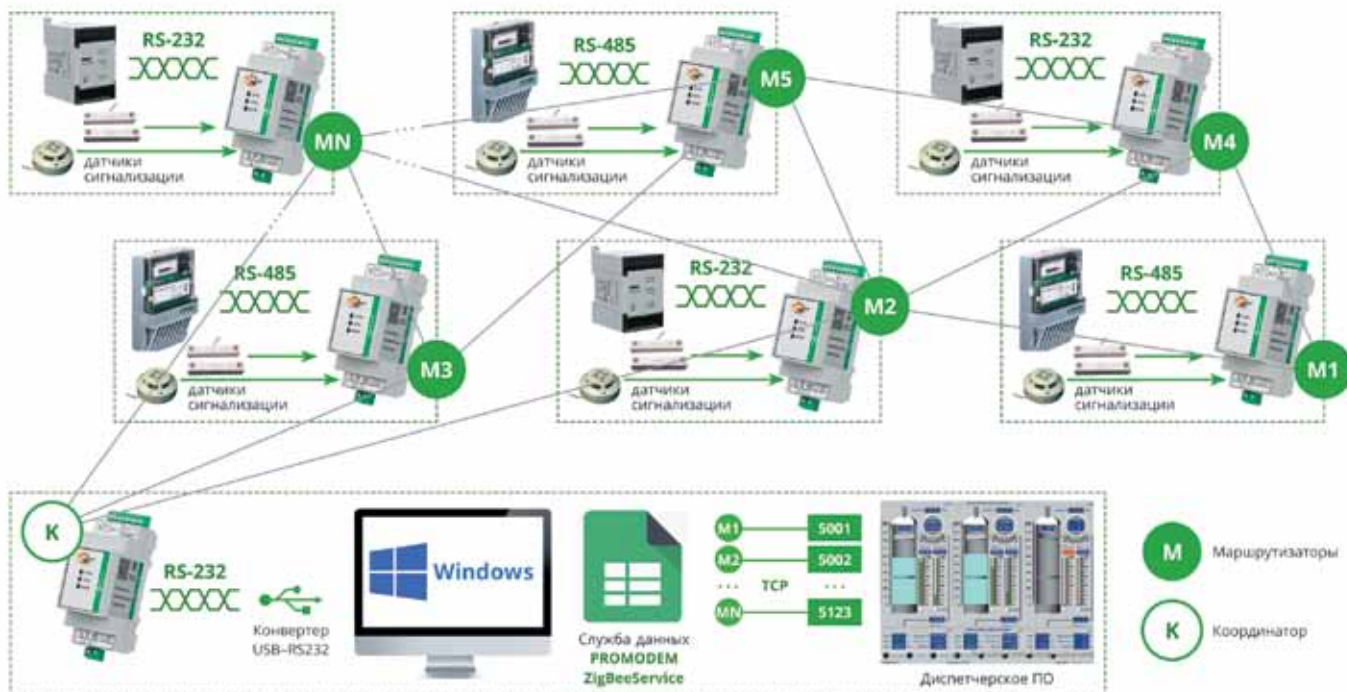 RS-232
MN
датчики
сигнализации
RS-485
M5
датчики
сигнализации
RS-232
M4
датчики
сигнализации
RS-485
M3
датчики
сигнализации
RS-232
M2
датчики
сигнализации
RS-485
M1
датчики
сигнализации
K
RS-232
Конвертер
USB-RS232
Windows
Служба данных
PROMODEM
ZigBeeService
M1 5001
M2 5002
... TCP ...
MN 5123
Диспетчерское ПО
M Маршрутизаторы
K Координатор